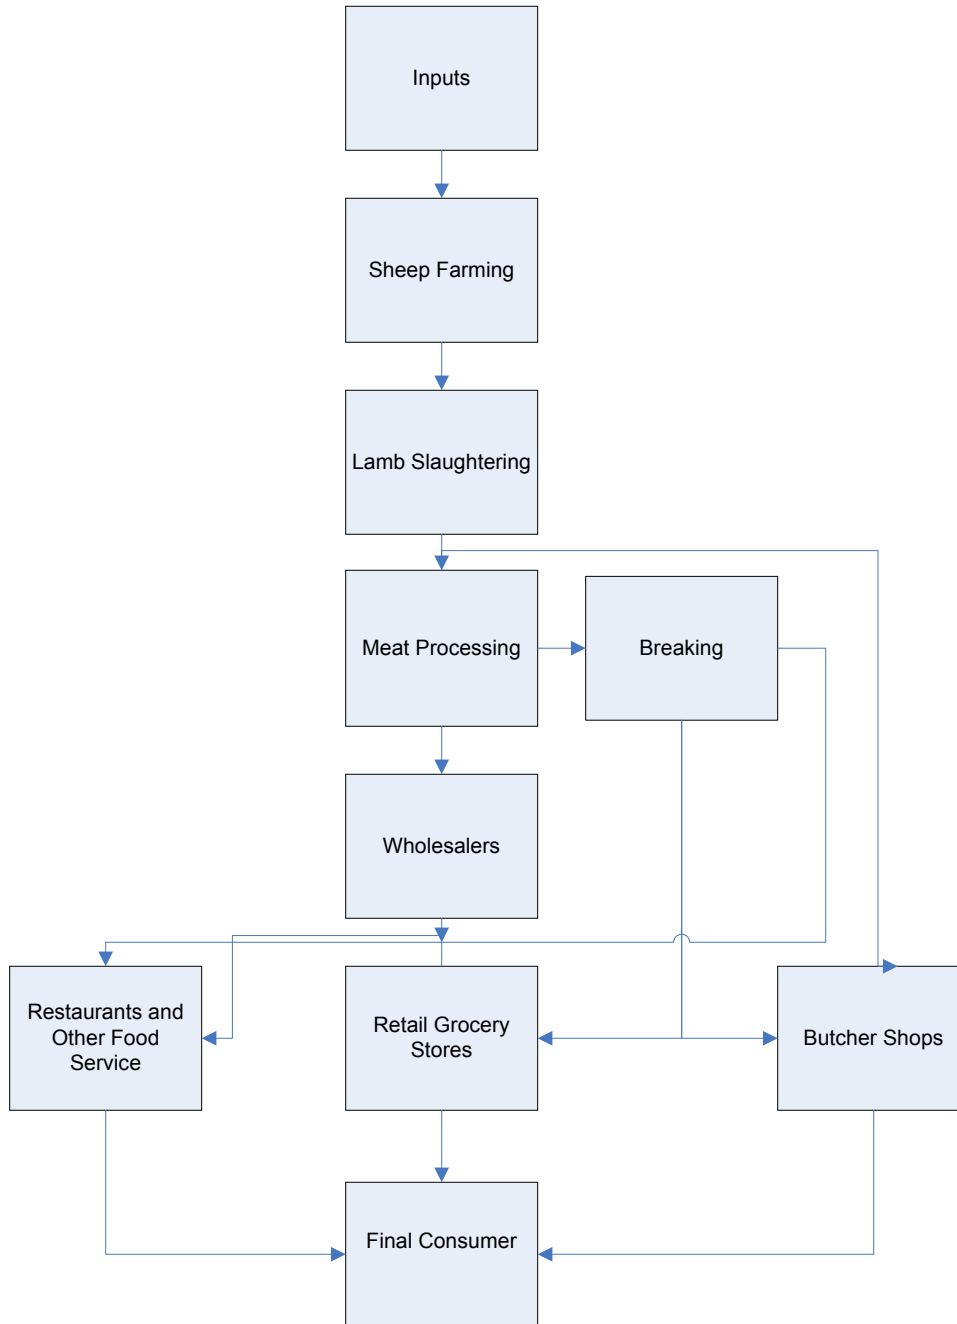 Inputs
Sheep Farming
Lamb Slaughtering
Meat Processing
Breaking
Wholesalers
Restaurants and
Other Food
Service
Retail Grocery
Stores
Butcher Shops
Final Consumer